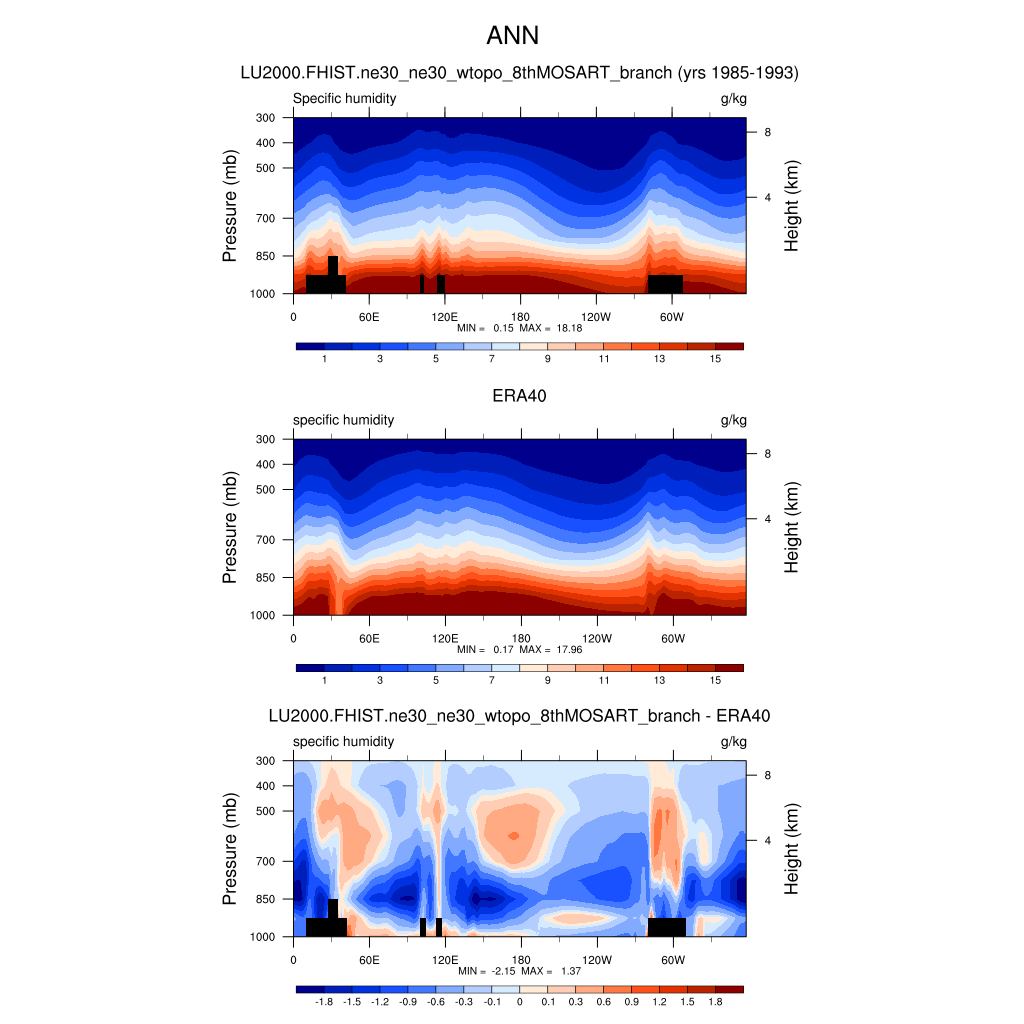 ANN
LU2000.FHIST.ne30_ne30_wtopo_8thMOSART_branch (yrs 1985-1993)
Specific humidity g/kg
300
400
500
700
850
1000
Pressure (mb)
8
4
Height (km)
0 60E 120E 180 120W 60W
MIN = 0.15 MAX = 18.18
1 3 5 7 9 11 13 15
ERA40
specific humidity g/kg
300
400
500
700
850
1000
Pressure (mb)
8
4
Height (km)
0 60E 120E 180 120W 60W
MIN = 0.17 MAX = 17.96
1 3 5 7 9 11 13 15
LU2000.FHIST.ne30_ne30_wtopo_8thMOSART_branch - ERA40
specific humidity g/kg
300
400
500
700
850
1000
Pressure (mb)
8
4
Height (km)
0 60E 120E 180 120W 60W
MIN = -2.15 MAX = 1.37
-1.8 -1.5 -1.2 -0.9 -0.6 -0.3 -0.1 0 0.1 0.3 0.6 0.9 1.2 1.5 1.8